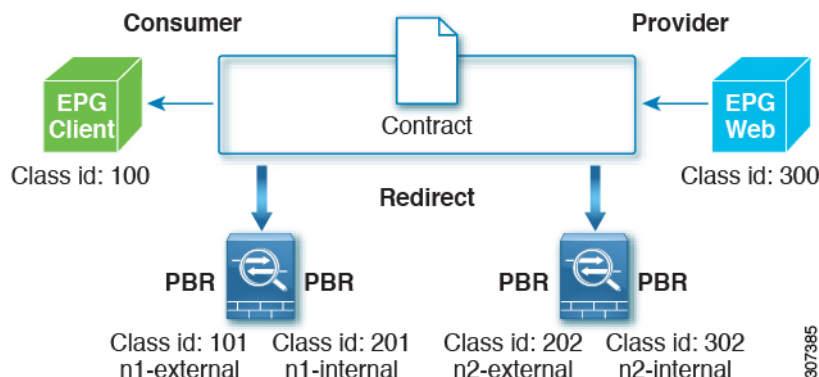 Consumer
Provider
EPG
Client
Contract
EPG
Web
Class id: 100
Class id: 300
Redirect
PBR
PBR
PBR
PBR
Class id: 101
n1-external
Class id: 201
n1-internal
Class id: 202
n2-external
Class id: 302
n2-internal
307385